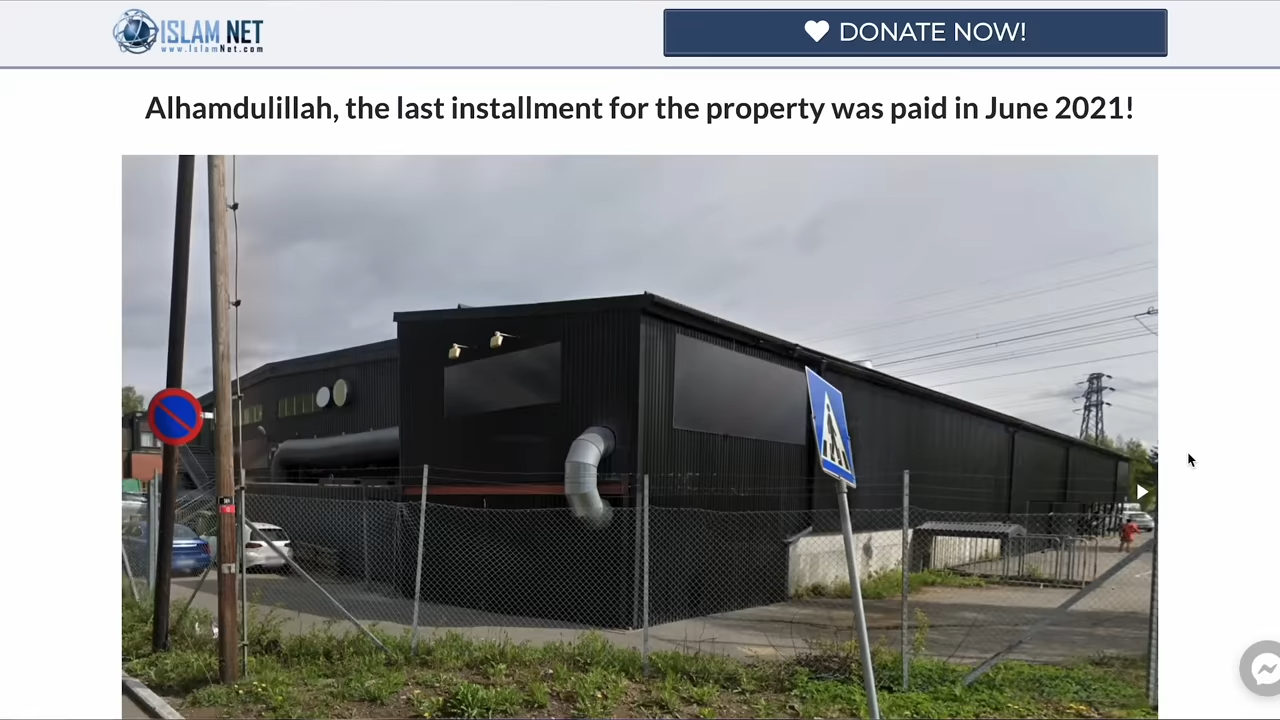 ISLAM NET
www.IslamNet.com
DONATE NOW!
Alhamdulillah, the last installment for the property was paid in June 2021!